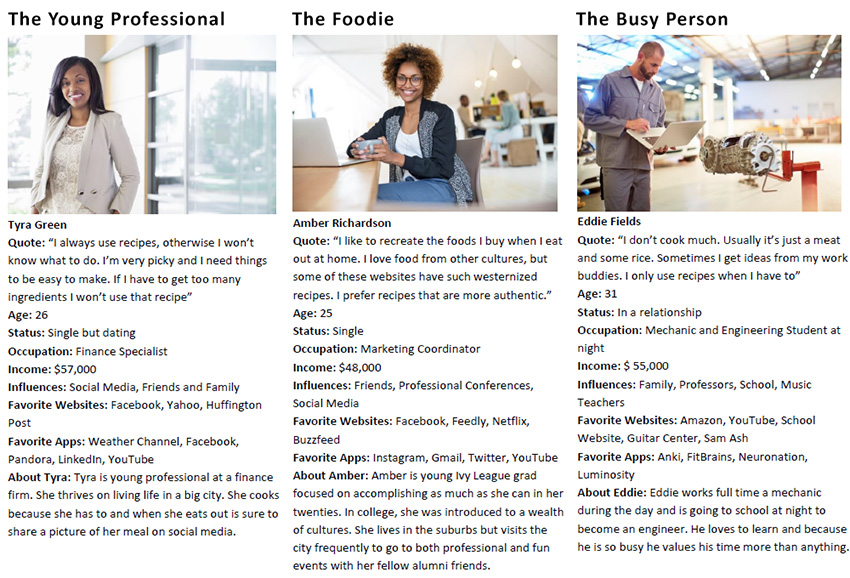 The Young Professional
Tyra Green
Quote: “I always use recipes, otherwise I won’t
know what to do. I’m very picky and I need things
to be easy to make. If I have to get too many
ingredients I won’t use that recipe”
Age: 26
Status: Single but dating
Occupation: Finance Specialist
Income: $57,000
Influences: Social Media, Friends and Family
Favorite Websites: Facebook, Yahoo, Huffington
Post
Favorite Apps: Weather Channel, Facebook,
Pandora, LinkedIn, YouTube
About Tyra: Tyra is young professional at a finance
firm. She thrives on living life in a big city. She cooks
because she has to and when she eats out is sure to
share a picture of her meal on social media.
The Foodie
Amber Richardson
Quote: “I like to recreate the foods I buy when I eat
out at home. I love food from other cultures, but
some of these websites have such westernized
recipes. I prefer recipes that are more authentic.”
Age: 25
Status: Single
Occupation: Marketing Coordinator
Income: $48,000
Influences: Friends, Professional Conferences,
Social Media
Favorite Websites: Facebook, Feedly, Netflix,
Buzzfeed
Favorite Apps: Instagram, Gmail, Twitter, YouTube
About Amber: Amber is young Ivy League grad
focused on accomplishing as much as she can in her
twenties. In college, she was introduced to a wealth
of cultures. She lives in the suburbs but visits the
city frequently to go to both professional and fun
events with her fellow alumni friends.
The Busy Person
Eddie Fields
Quote: “I don’t cook much. Usually it’s just a meat
and some rice. Sometimes I get ideas from my work
buddies. I only use recipes when I have to”
Age: 31
Status: In a relationship
Occupation: Mechanic and Engineering Student at
night
Income: $ 55,000
Influences: Family, Professors, School, Music
Teachers
Favorite Websites: Amazon, YouTube, School
Website, Guitar Center, Sam Ash
Favorite Apps: Anki, FitBrains, Neuronation,
Luminosity
About Eddie: Eddie works full time a mechanic
during the day and is going to school at night to
become an engineer. He loves to learn and because
he is so busy he values his time more than anything.